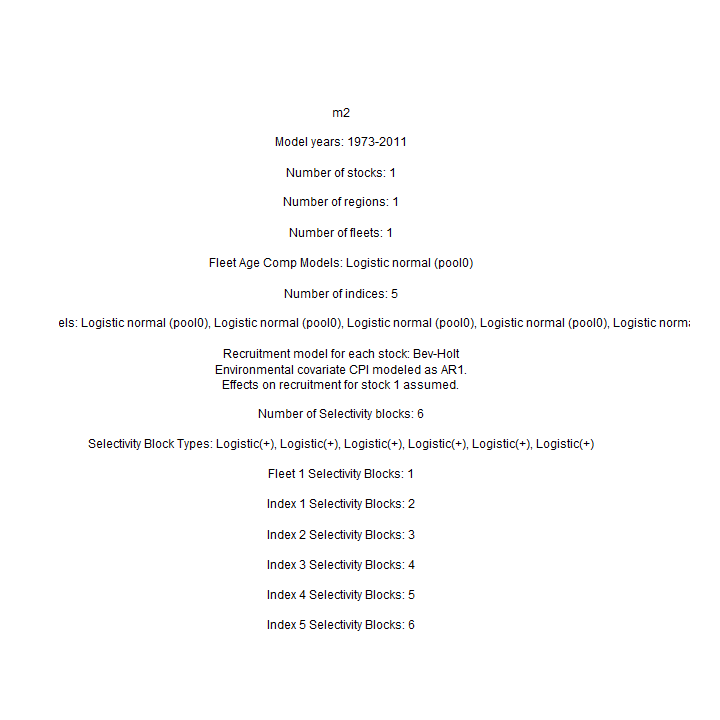 m2
Model years: 1973-2011
Number of stocks: 1
Number of regions: 1
Number of fleets: 1
Fleet Age Comp Models: Logistic normal (pool0)
Number of indices: 5
els: Logistic normal (pool0), Logistic normal (pool0), Logistic normal (pool0), Logistic normal (pool0), Logistic norm
Recruitment model for each stock: Bev-Holt
Environmental covariate CPI modeled as AR1.
Effects on recruitment for stock 1 assumed.
Number of Selectivity blocks: 6
Selectivity Block Types: Logistic(+), Logistic(+), Logistic(+), Logistic(+), Logistic(+), Logistic(+)
Fleet 1 Selectivity Blocks: 1
Index 1 Selectivity Blocks: 2
Index 2 Selectivity Blocks: 3
Index 3 Selectivity Blocks: 4
Index 4 Selectivity Blocks: 5
Index 5 Selectivity Blocks: 6